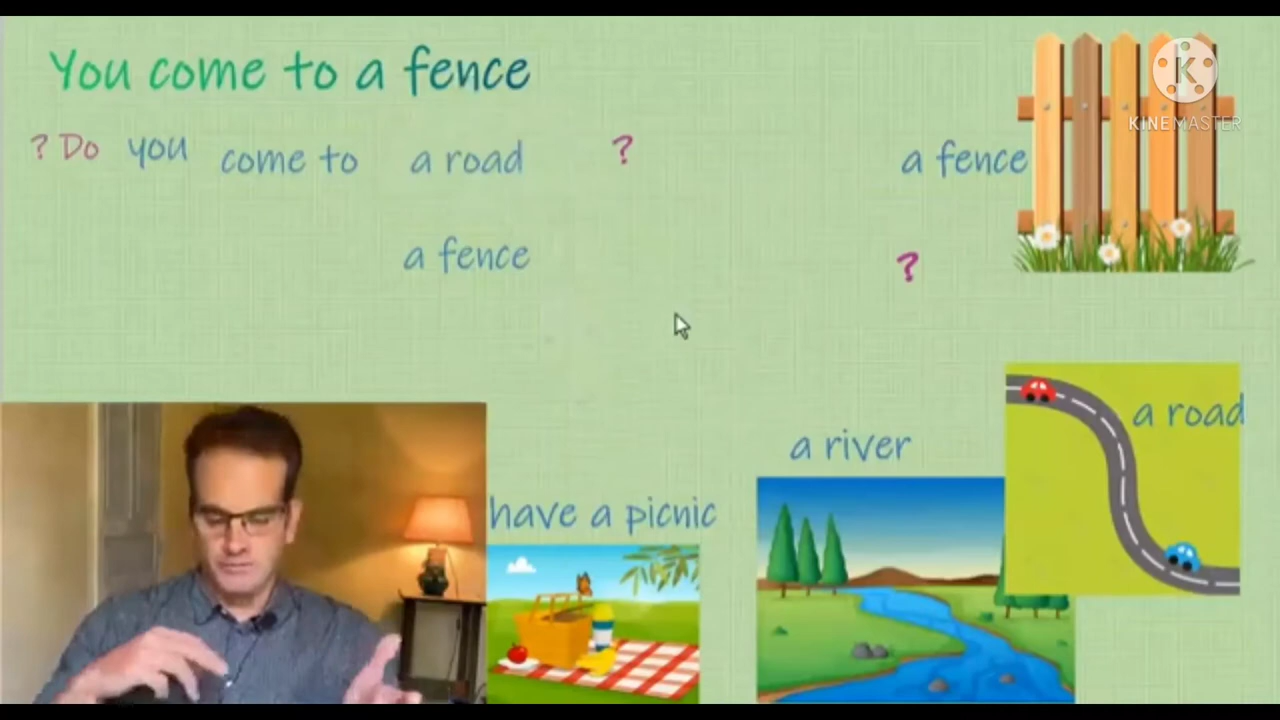 You come to a fence
? Do you come to a road ?
a fence
KINEMASTER
a fence
?
a road
a river
have a picnic